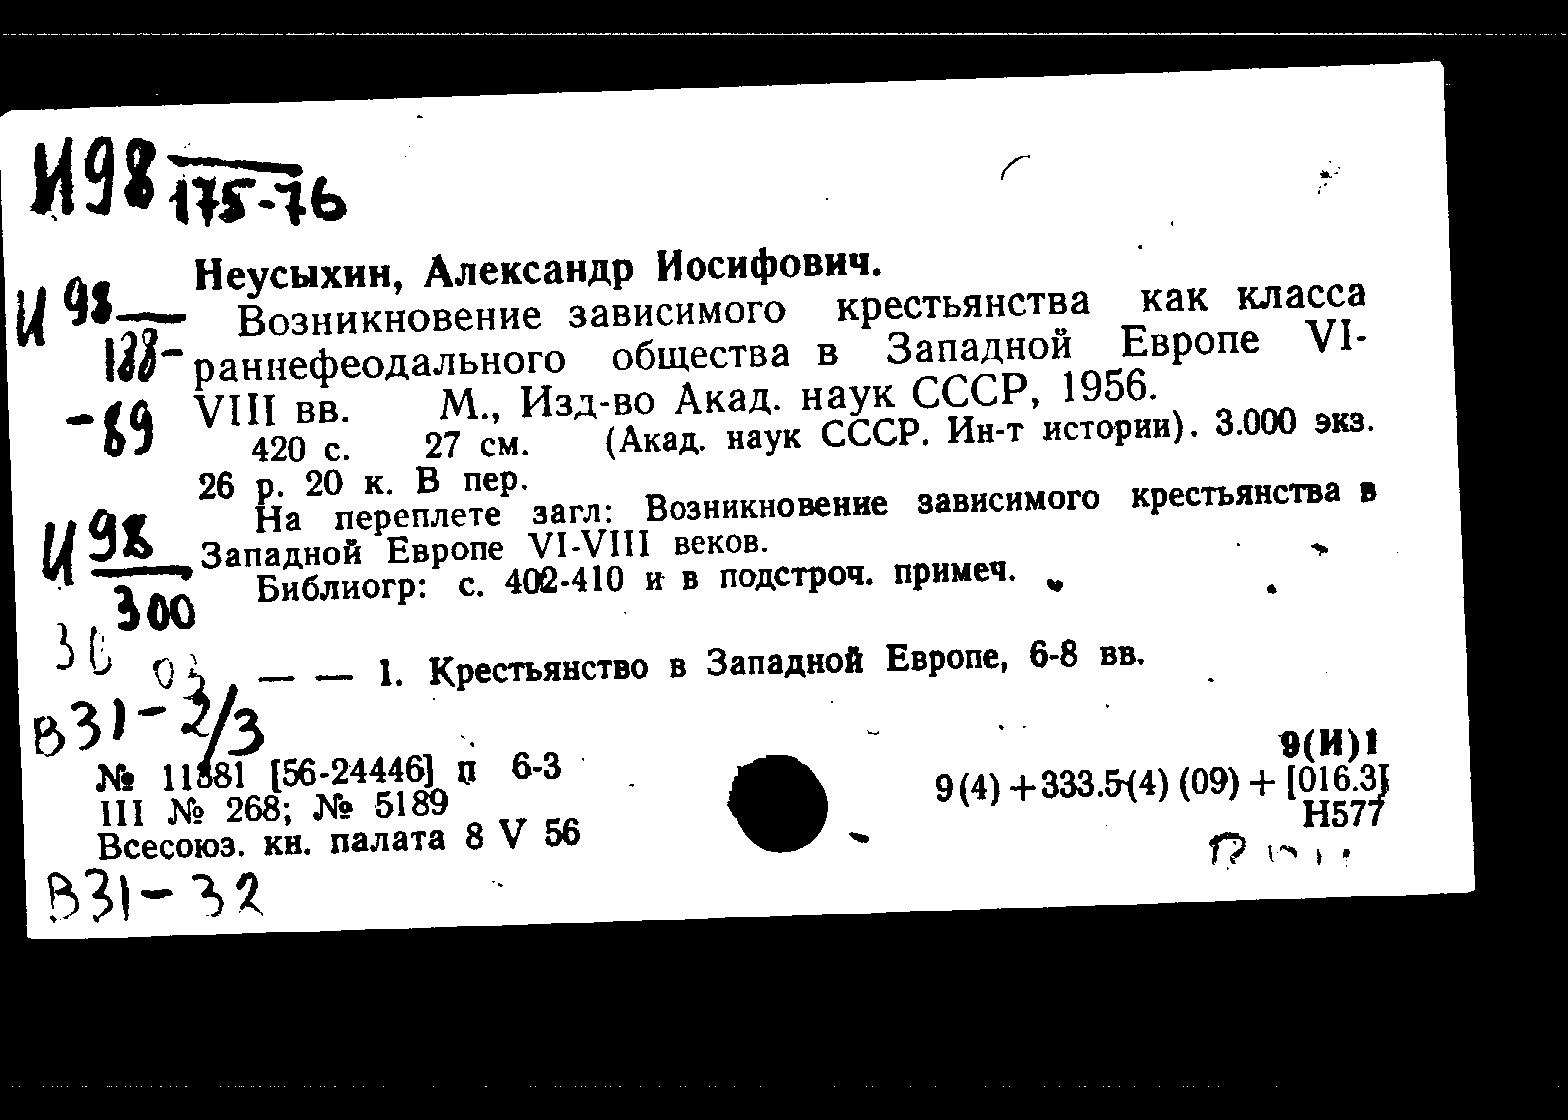 И98
175-76
Неусыхин, Александр Иосифович.
И 98
Возникновение зависимого крестьянства как класса
188-
раннефеодального общества в Западной Европе VI-
-89
VIII вв. М., Изд-во Акад. наук СССР, 1956.
420 с. 27 см. (Акад. наук СССР. Ин-т истории). 3.000 экз.
26 р. 20 к. В пер.
На переплете загл: Возникновение зависимого крестьянства в
И 98
Западной Европе VI-VIII веков.
Библиогр: с. 402-410 и в подстроч. примеч.
300
— — 1. Крестьянство в Западной Европе, 6-8 вв.
В31-2/3
9(И)1
№ 11881 [56-24446] п 6-3
9(4)+333.5(4)(09)+[016.3]
III № 268; № 5189
Н577
Всесоюз. кн. палата 8 V 56
В31-32